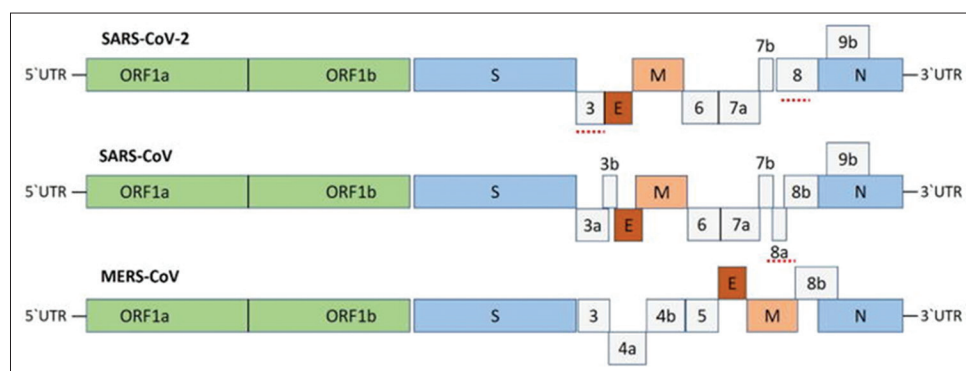 SARS-CoV-2
7b 9b
5`UTR ORF1a ORF1b S M 8 N 3`UTR
3 E 6 7a
SARS-CoV
3b 7b 9b
5`UTR ORF1a ORF1b S M 8b N 3`UTR
3a E 6 7a
8a
MERS-CoV
E 8b
5`UTR ORF1a ORF1b S 3 4b 5 M N 3`UTR
4a